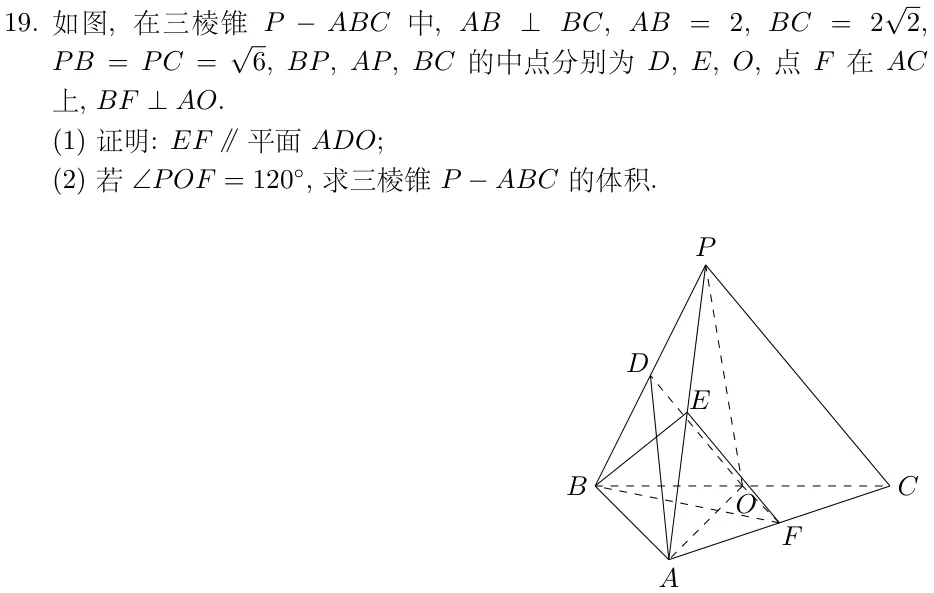 19. 如图, 在三棱锥 P − ABC 中, AB ⊥ BC, AB = 2, BC = 2√2,
PB = PC = √6, BP, AP, BC 的中点分别为 D, E, O, 点 F 在 AC
上, BF ⊥ AO.
(1) 证明: EF ∥ 平面 ADO;
(2) 若 ∠POF = 120°, 求三棱锥 P − ABC 的体积.
P
D
E
B
O
C
F
A